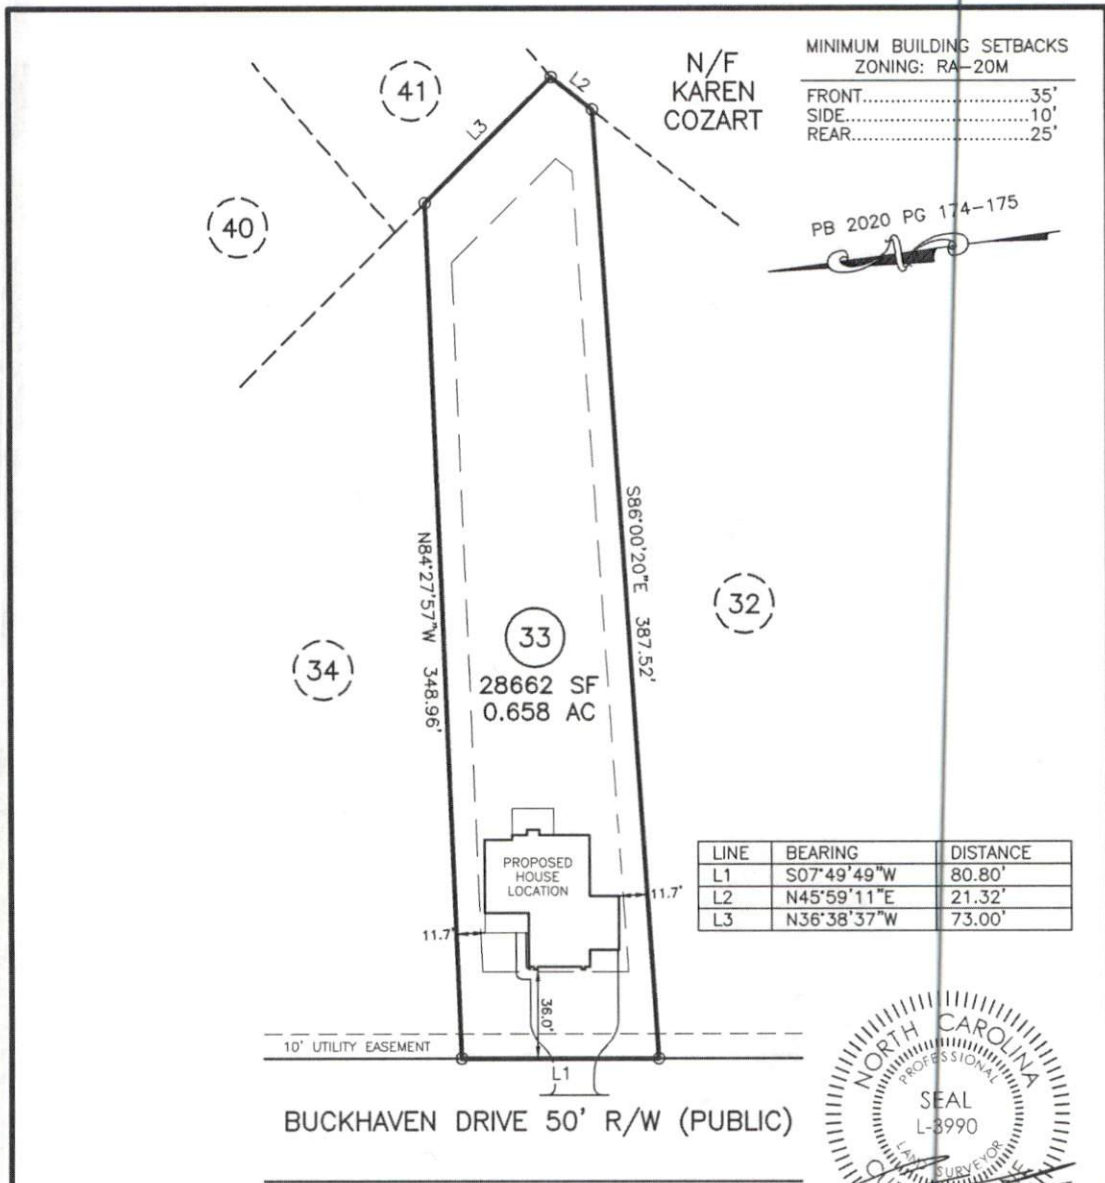 MINIMUM BUILDING SETBACKS
ZONING: RA-20M
FRONT..............................35'
SIDE..............................10'
REAR..............................25'
N/F
KAREN
COZART
PB 2020 PG 174-175
41
L2
L3
40
N84°27'57"W 348.96'
S86°00'20"E 387.52'
32
33
34
28662 SF
0.658 AC
PROPOSED
HOUSE
LOCATION
11.7'
11.7'
36.0'
LINE BEARING DISTANCE
L1 S07°49'49"W 80.80'
L2 N45°59'11"E 21.32'
L3 N36°38'37"W 73.00'
10' UTILITY EASEMENT
L1
BUCKHAVEN DRIVE 50' R/W (PUBLIC)
NORTH CAROLINA
PROFESSIONAL
SEAL
L-3990
LAND SURVEYOR